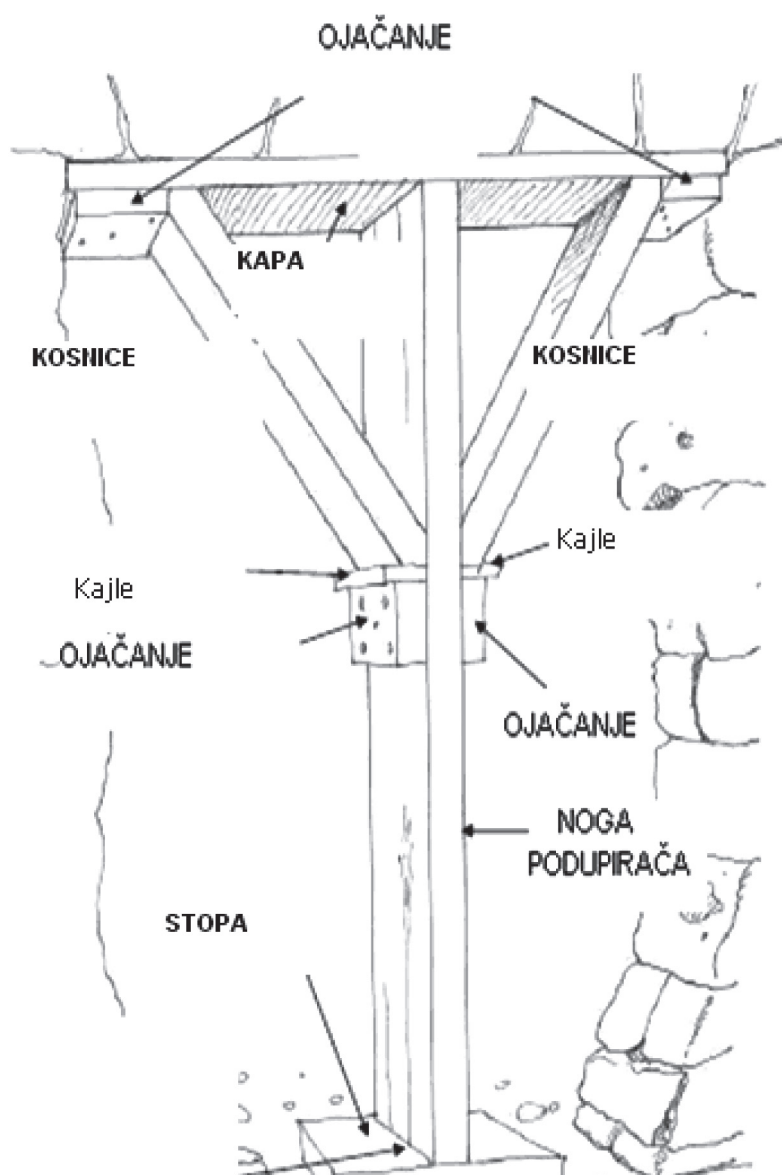 OJAČANJE
KAPA
KOSNICE
KOSNICE
Kajle
Kajle
OJAČANJE
OJAČANJE
NOGA
PODUPIRAČA
STOPA